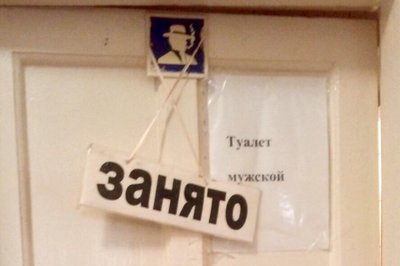 Туалет
мужской
занято